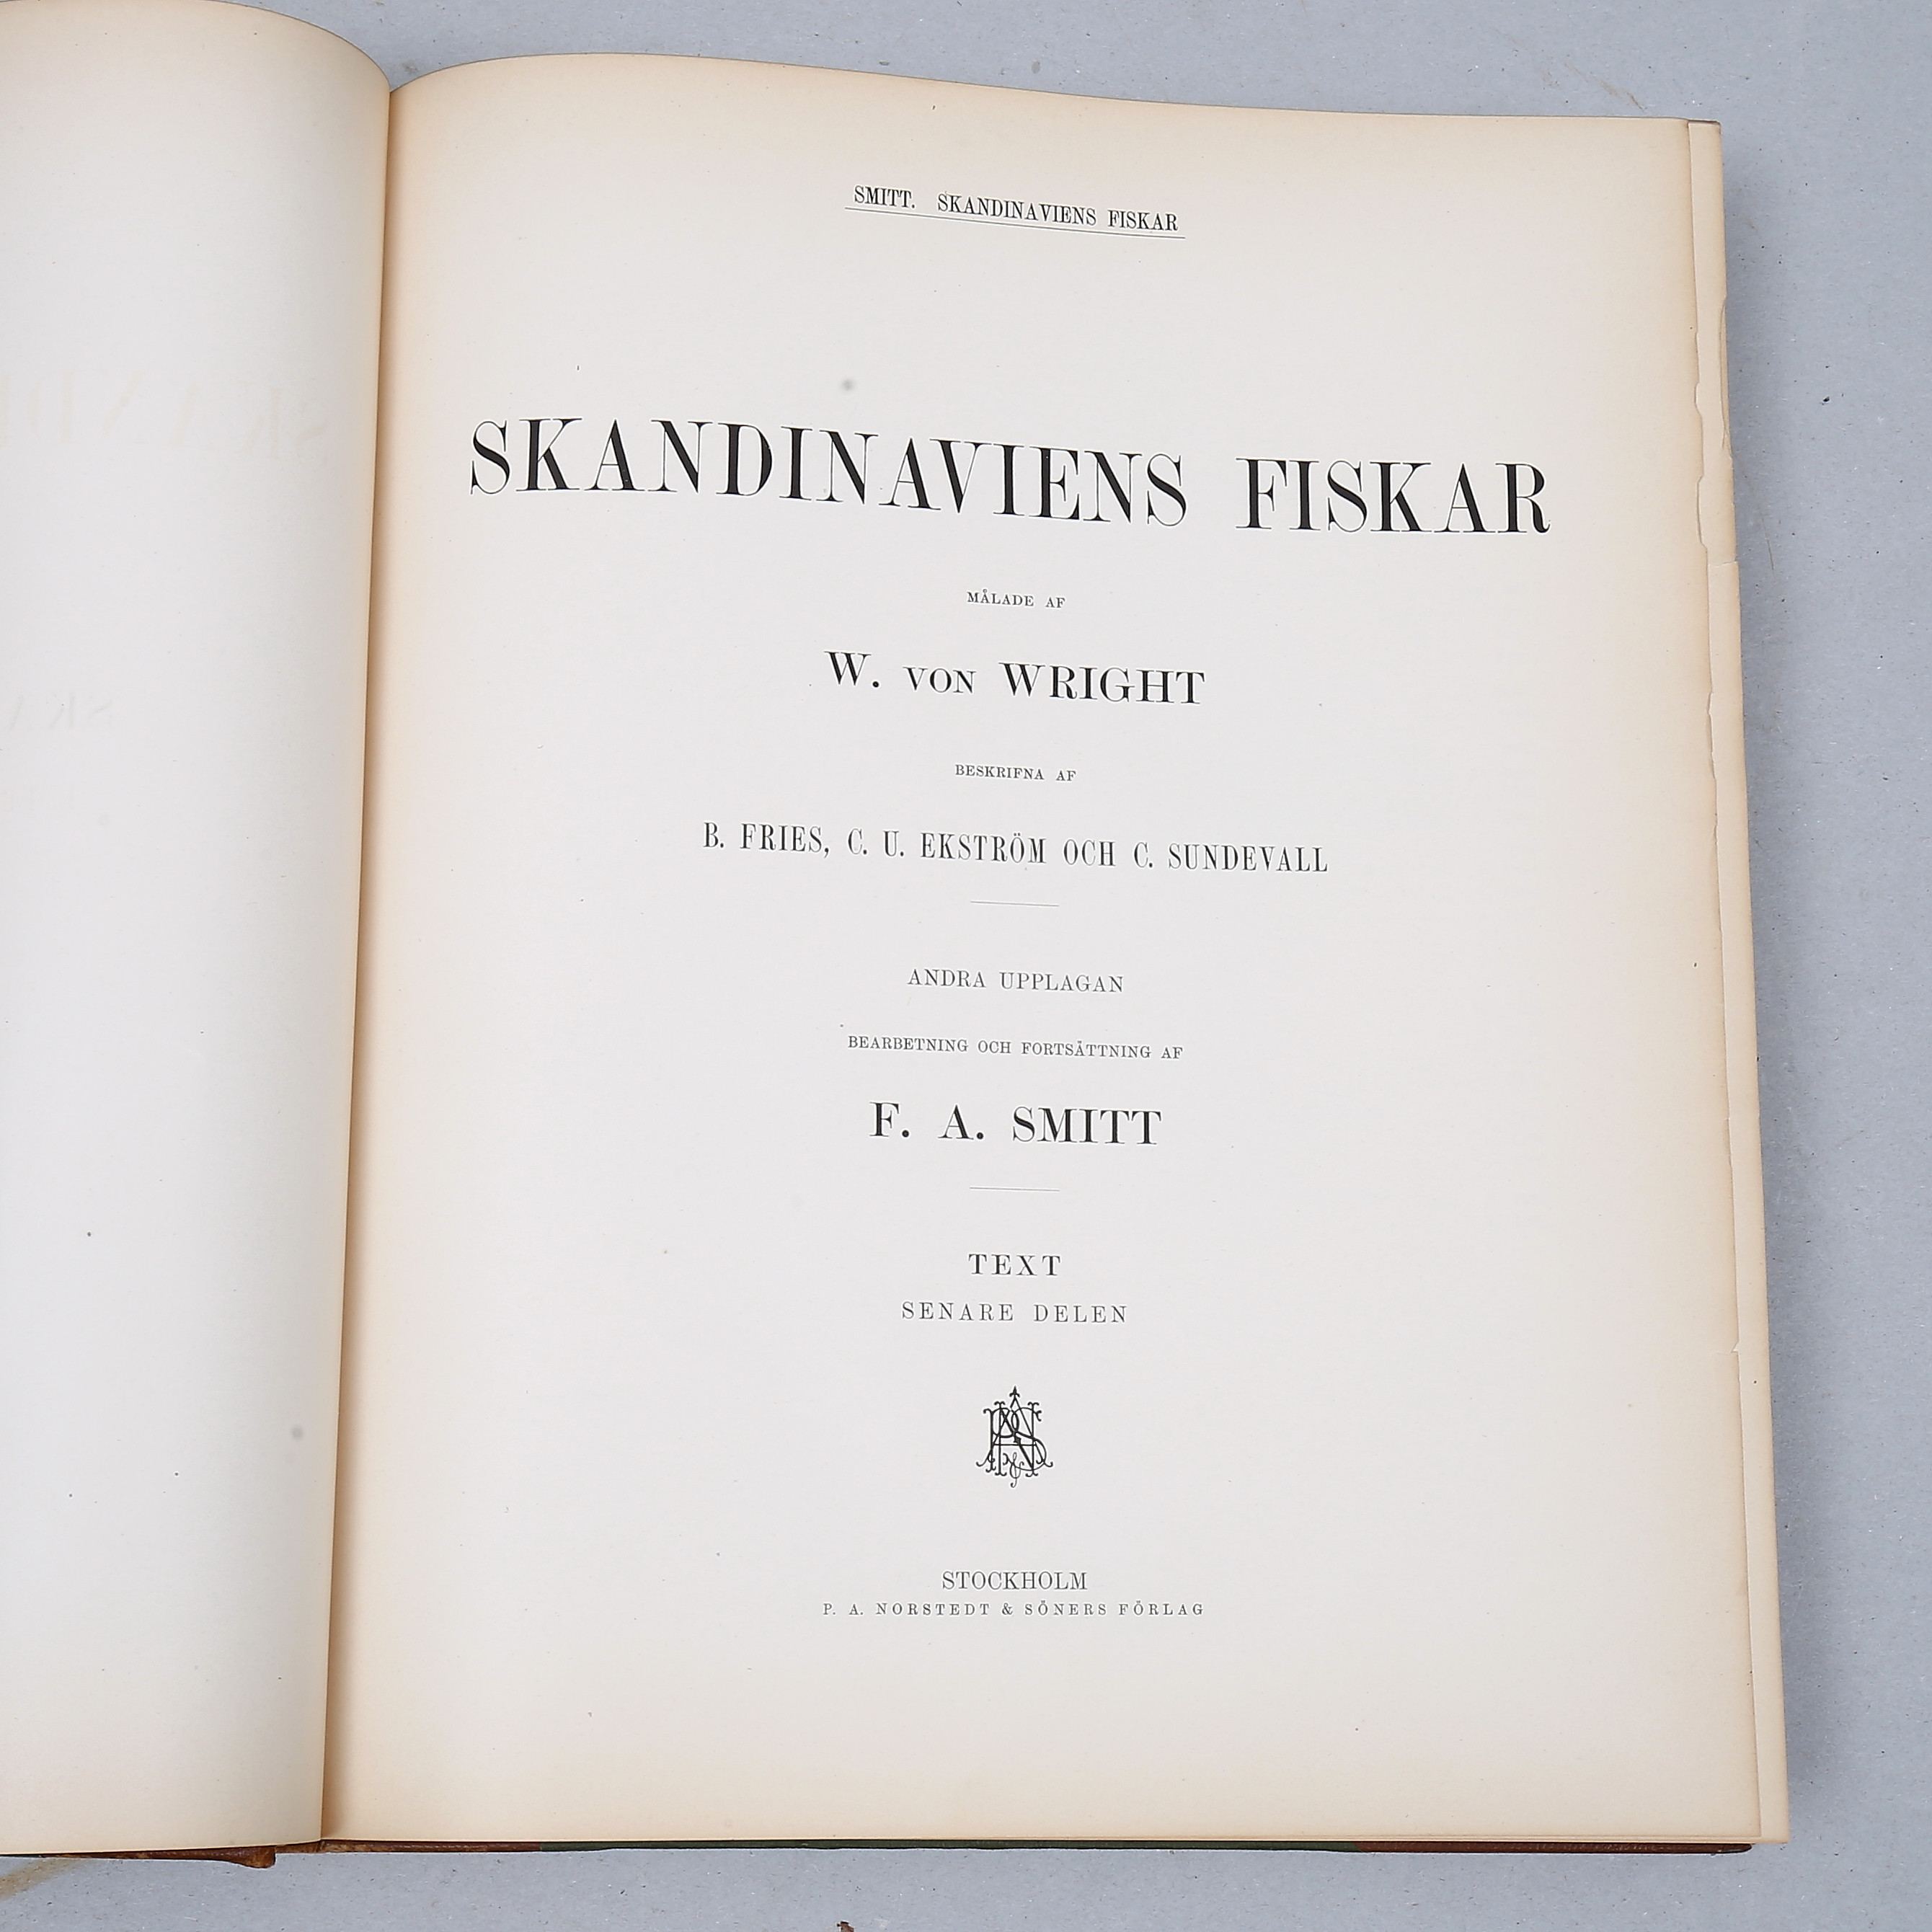 SMITT. SKANDINAVIENS FISKAR
SKANDINAVIENS FISKAR
MÅLADE AF
W. VON WRIGHT
BESKRIFNA AF
B. FRIES, C. U. EKSTRÖM OCH C. SUNDEVALL
ANDRA UPPLAGAN
BEARBETNING OCH FORTSÄTTNING AF
F. A. SMITT
TEXT
SENARE DELEN
STOCKHOLM
P. A. NORSTEDT & SÖNERS FÖRLAG